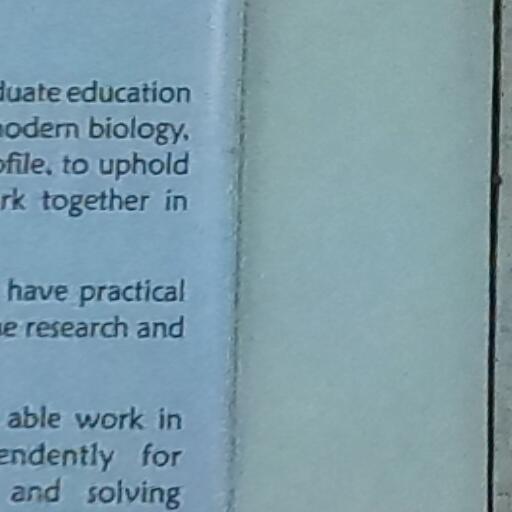 duate education
modern biology,
ofile, to uphold
rk together in
have practical
e research and
able work in
endently for
and solving